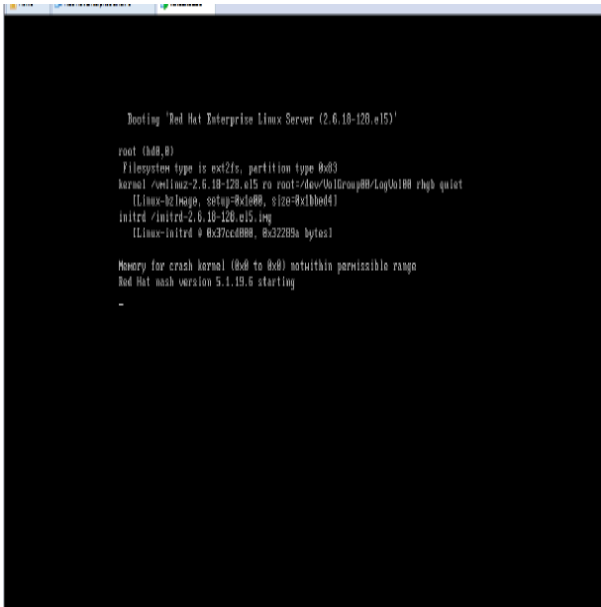 Booting 'Red Hat Enterprise Linux Server (2.6.18-128.el5)'
root (hd0,0)
Filesystem type is ext2fs, partition type 0x83
kernel /vmlinuz-2.6.18-128.el5 ro root=/dev/VolGroup00/LogVol00 rhgb quiet
[Linux-bzImage, setup=0x1e00, size=0x1bbed4]
initrd /initrd-2.6.18-128.el5.img
[Linux-initrd @ 0x37ccd000, 0x32289a bytes]
Memory for crash kernel (0x0 to 0x0) notwithin permissible range
Red Hat nash version 5.1.19.6 starting